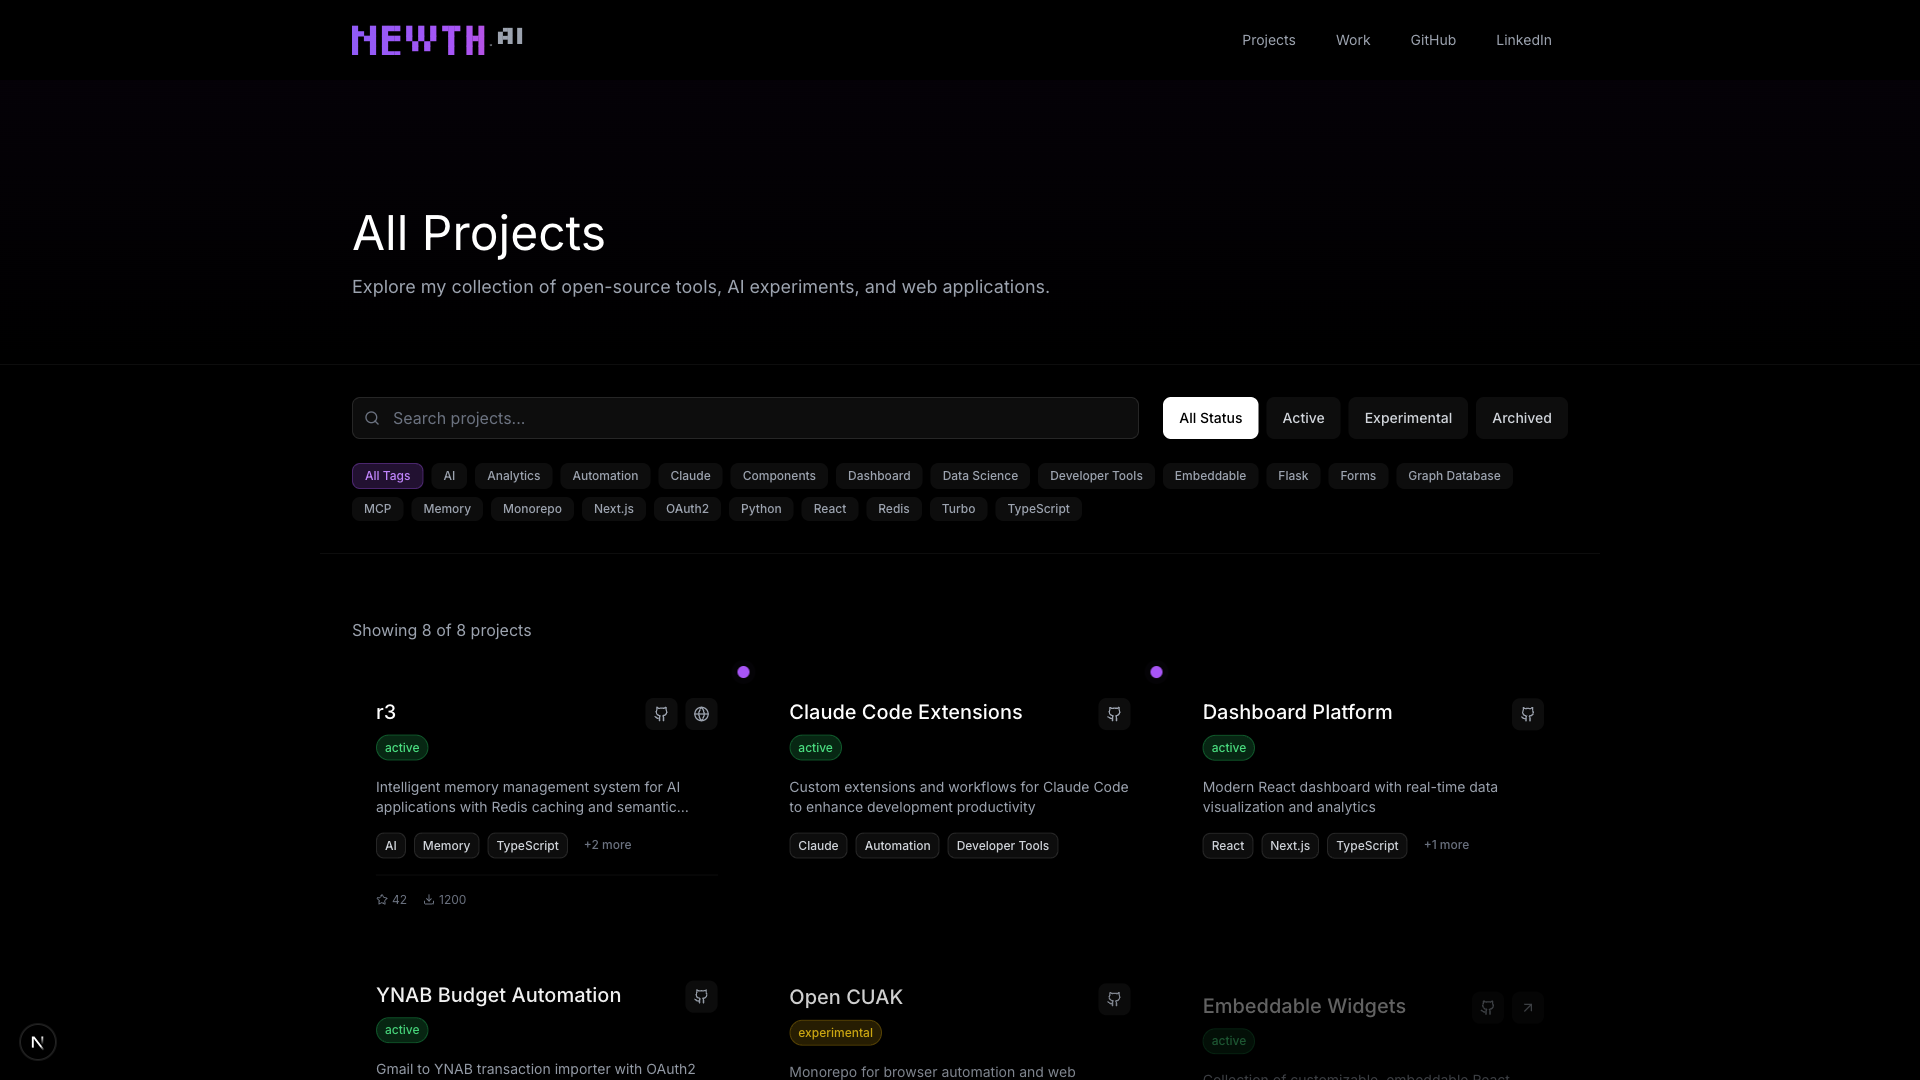 NEWTH.AI
Projects Work GitHub LinkedIn
All Projects
Explore my collection of open-source tools, AI experiments, and web applications.
Search projects...
All Status Active Experimental Archived
All Tags AI Analytics Automation Claude Components Dashboard Data Science Developer Tools Embeddable Flask Forms Graph Database
MCP Memory Monorepo Next.js OAuth2 Python React Redis Turbo TypeScript
Showing 8 of 8 projects
r3
active
Intelligent memory management system for AI
applications with Redis caching and semantic...
AI Memory TypeScript +2 more
42 1200
Claude Code Extensions
active
Custom extensions and workflows for Claude Code
to enhance development productivity
Claude Automation Developer Tools
Dashboard Platform
active
Modern React dashboard with real-time data
visualization and analytics
React Next.js TypeScript +1 more
YNAB Budget Automation
active
Gmail to YNAB transaction importer with OAuth2
Open CUAK
experimental
Monorepo for browser automation and web
Embeddable Widgets
active
Collection of customizable, embeddable React
N